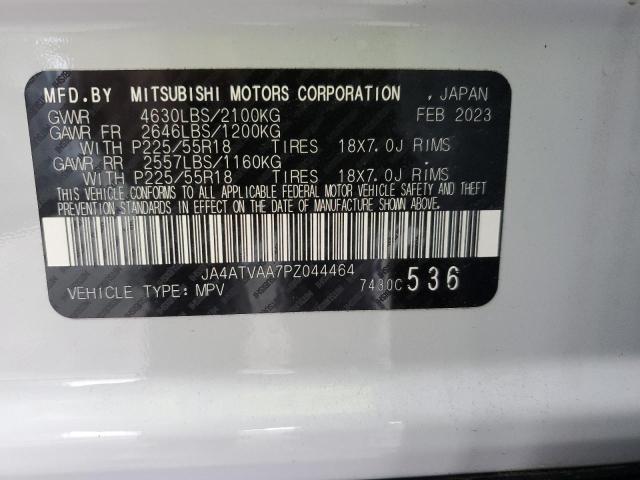 MFD.BY MITSUBISHI MOTORS CORPORATION , JAPAN
GVWR 4630LBS/2100KG FEB 2023
GAWR FR 2646LBS/1200KG
WITH P225/55R18 TIRES 18X7.0J RIMS
GAWR RR 2557LBS/1160KG
WITH P225/55R18 TIRES 18X7.0J RIMS
THIS VEHICLE CONFORMS TO ALL APPLICABLE FEDERAL MOTOR VEHICLE SAFETY AND THEFT
PREVENTION STANDARDS IN EFFECT ON THE DATE OF MANUFACTURE SHOWN ABOVE.
JA4ATVAA7PZ044464
VEHICLE TYPE: MPV 7430C 536